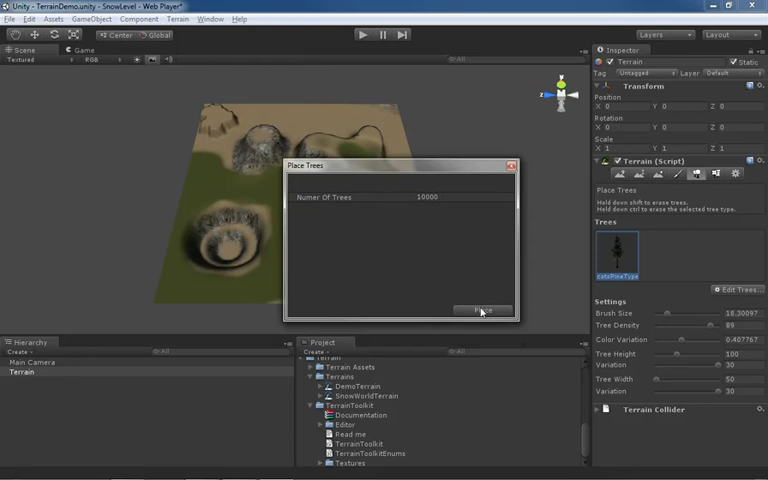 Unity - TerrainDemo.unity - SnowLevel - Web Player*
File Edit Assets GameObject Component Terrain Window Help
Center Global
Layers
Layout
Scene
Game
Textured
RGB
All
Inspector
Terrain
Static
Tag Untagged Layer Default
Transform
Position
X 0 Y 0 Z 0
Rotation
X 0 Y 0 Z 0
Scale
X 1 Y 1 Z 1
Terrain (Script)
Place Trees
Hold down shift to erase trees.
Hold down ctrl to erase the selected tree type.
Trees
Edit Trees...
Settings
Brush Size 18.30097
Tree Density 89
Color Variation 0.407767
Tree Height 100
Variation 30
Tree Width 50
Variation 30
Terrain Collider
Place Trees
Numer Of Trees 10000
Place
Hierarchy
Create All
Main Camera
Terrain
Project
Create All
Terrain
Terrain Assets
Terrains
DemoTerrain
SnowWorldTerrain
TerrainToolkit
Documentation
Editor
Read me
TerrainToolkit
TerrainToolkitEnums
Textures